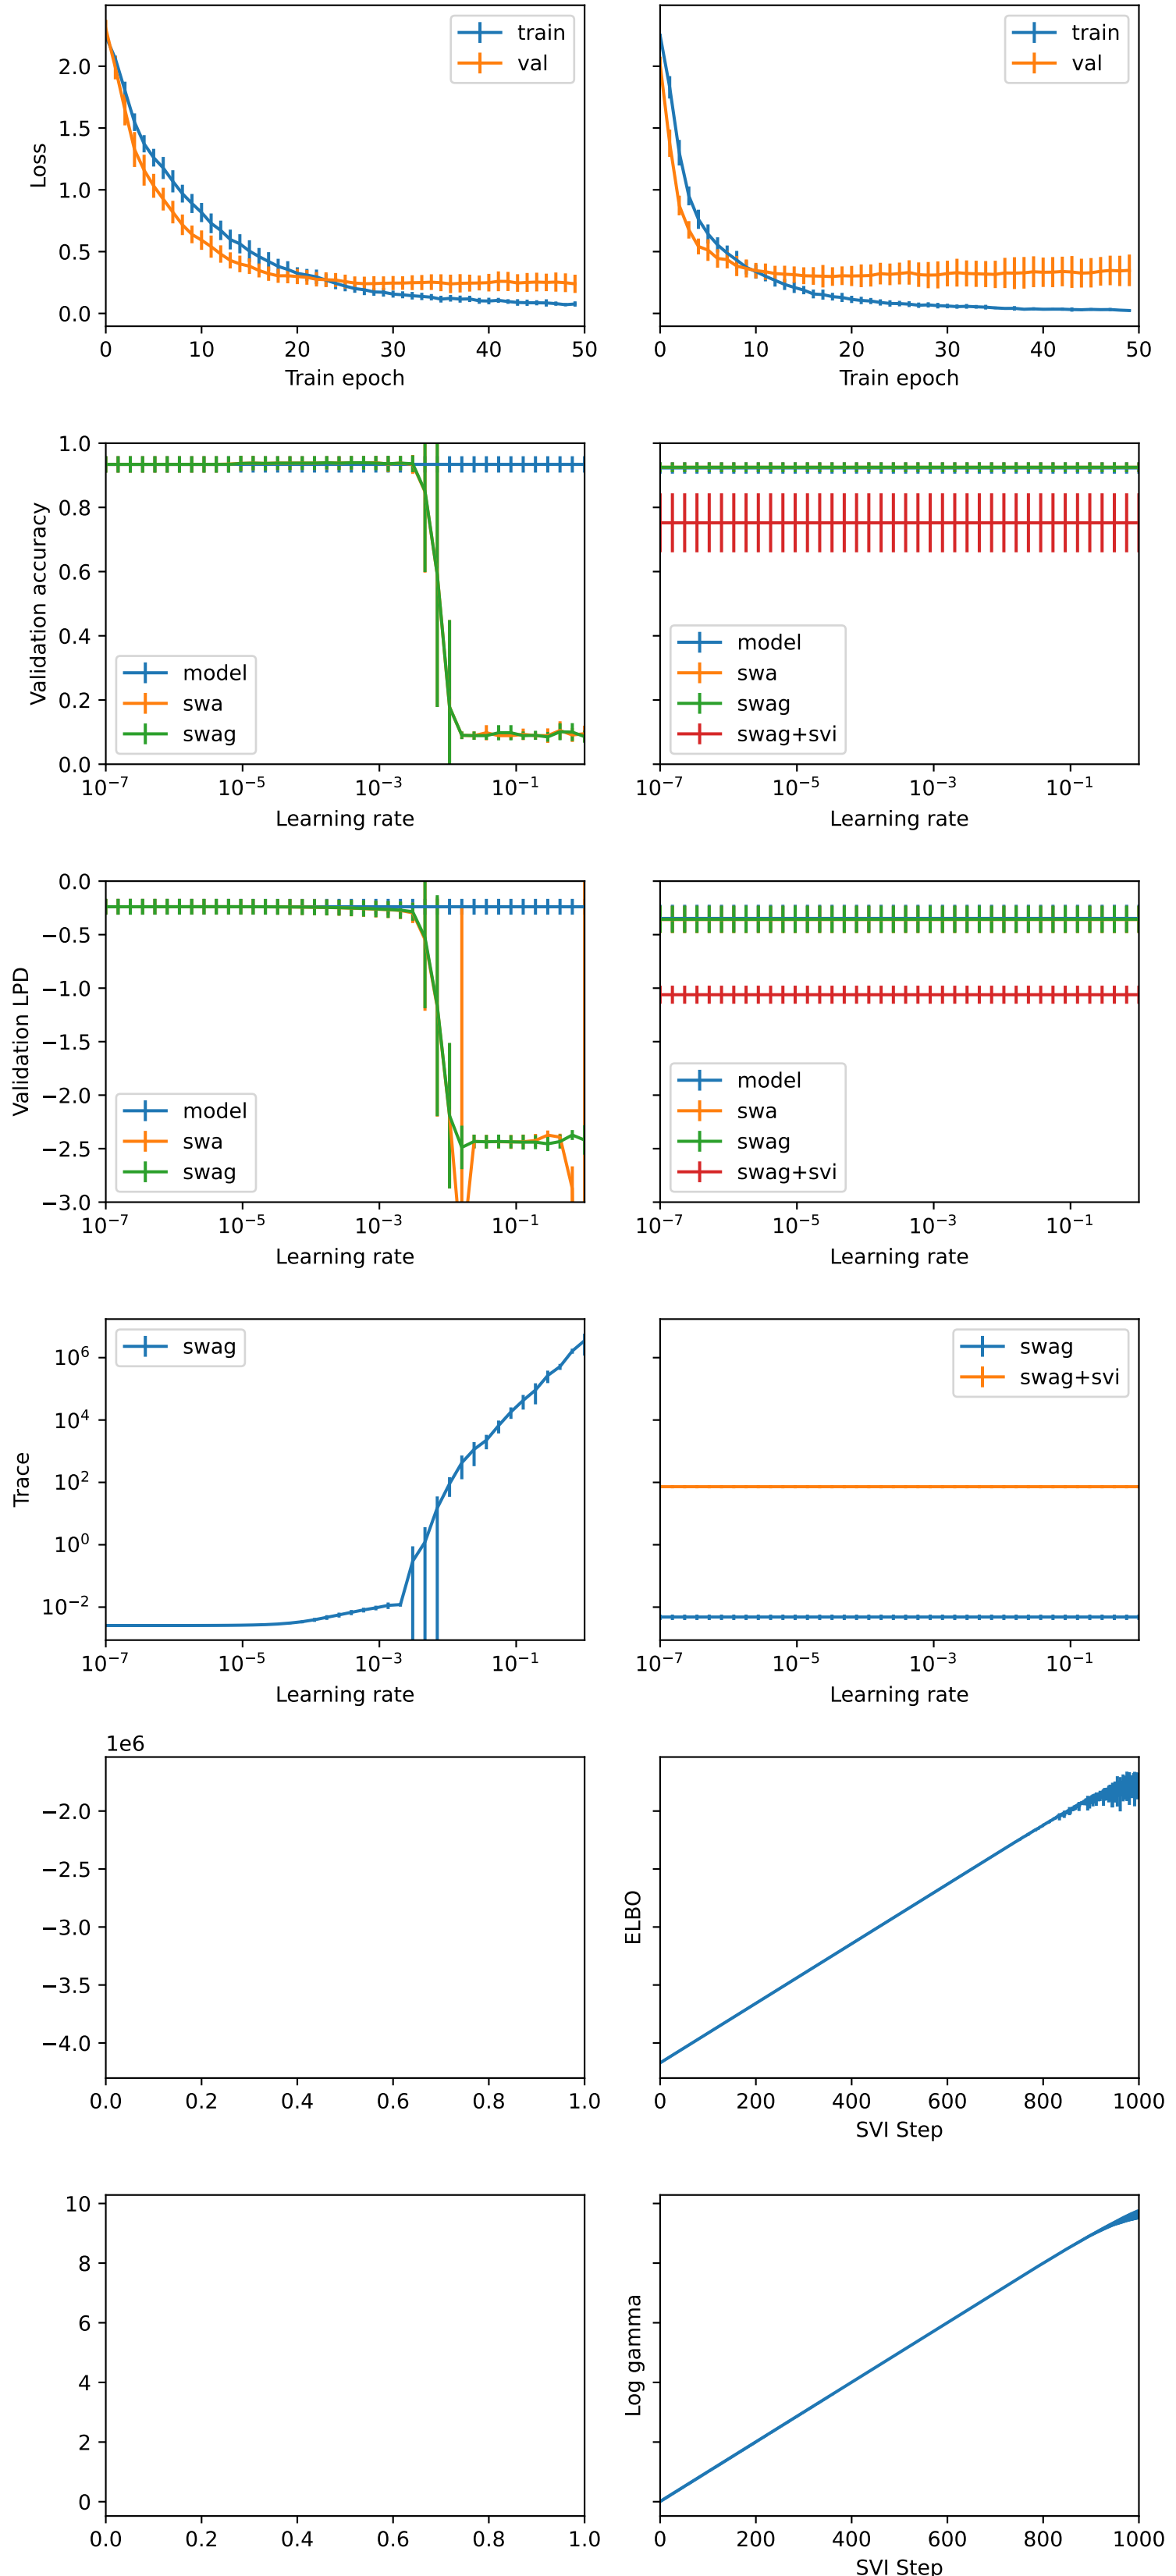 train
val
train
val
Loss
2.0
1.5
1.0
0.5
0.0
0 10 20 30 40 50
0 10 20 30 40 50
Train epoch
Train epoch
Validation accuracy
1.0
0.8
0.6
0.4
0.2
0.0
model
swa
swag
model
swa
swag
swag+svi
10⁻⁷ 10⁻⁵ 10⁻³ 10⁻¹
10⁻⁷ 10⁻⁵ 10⁻³ 10⁻¹
Learning rate
Learning rate
Validation LPD
0.0
−0.5
−1.0
−1.5
−2.0
−2.5
−3.0
model
swa
swag
model
swa
swag
swag+svi
10⁻⁷ 10⁻⁵ 10⁻³ 10⁻¹
10⁻⁷ 10⁻⁵ 10⁻³ 10⁻¹
Learning rate
Learning rate
Trace
10⁶
10⁴
10²
10⁰
10⁻²
swag
swag
swag+svi
10⁻⁷ 10⁻⁵ 10⁻³ 10⁻¹
10⁻⁷ 10⁻⁵ 10⁻³ 10⁻¹
Learning rate
Learning rate
1e6
−2.0
−2.5
−3.0
−3.5
−4.0
0.0 0.2 0.4 0.6 0.8 1.0
ELBO
0 200 400 600 800 1000
SVI Step
10
8
6
4
2
0
0.0 0.2 0.4 0.6 0.8 1.0
Log gamma
0 200 400 600 800 1000
SVI Step